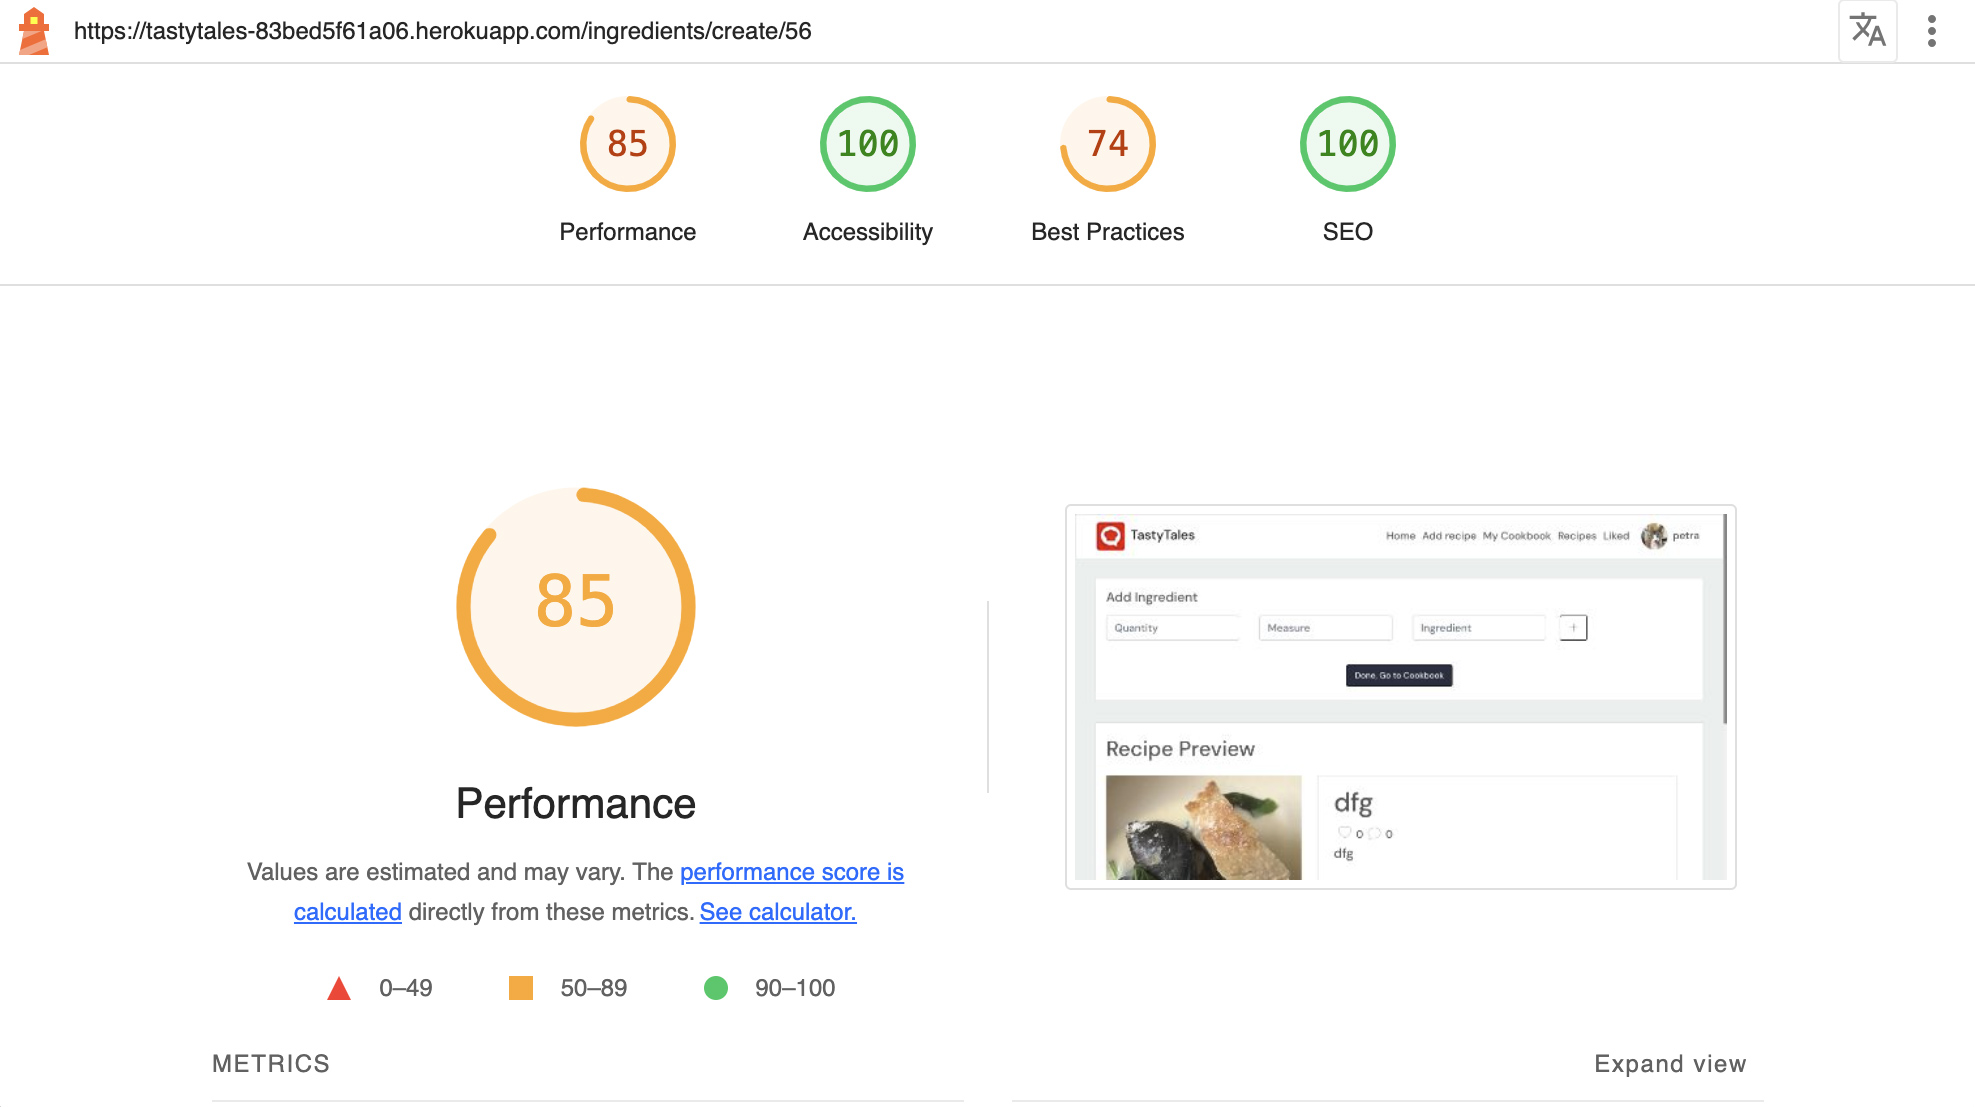 https://tastytales-83bed5f61a06.herokuapp.com/ingredients/create/56
85
100
74
100
Performance
Accessibility
Best Practices
SEO
85
Performance
Values are estimated and may vary. The performance score is
calculated directly from these metrics. See calculator.
0–49
50–89
90–100
TastyTales
Home Add recipe My Cookbook Recipes Liked petra
Add Ingredient
Quantity
Measure
Ingredient
+
Done, Go to Cookbook
Recipe Preview
dfg
0 0
dfg
METRICS
Expand view